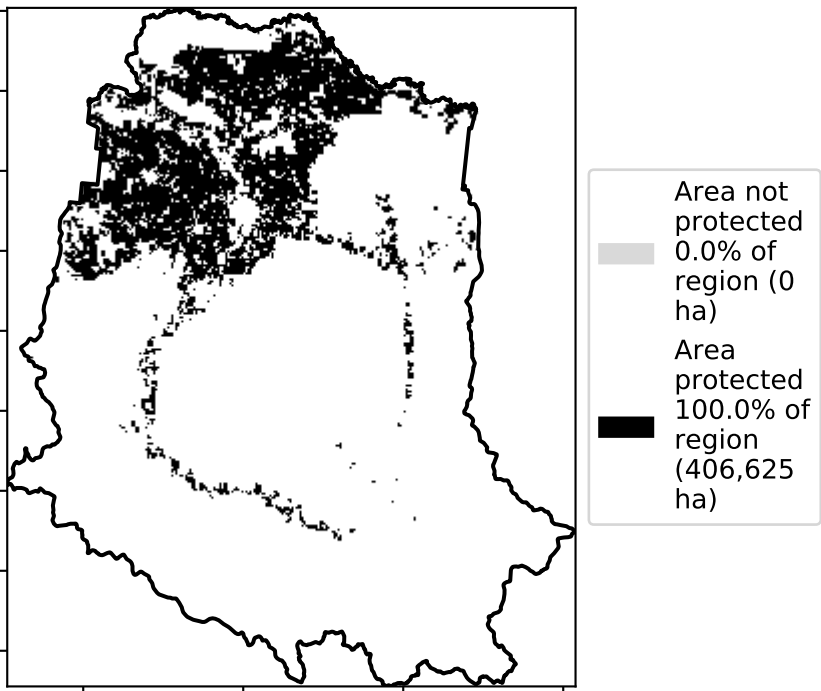 Area not
protected
0.0% of
region (0
ha)
Area
protected
100.0% of
region
(406,625
ha)